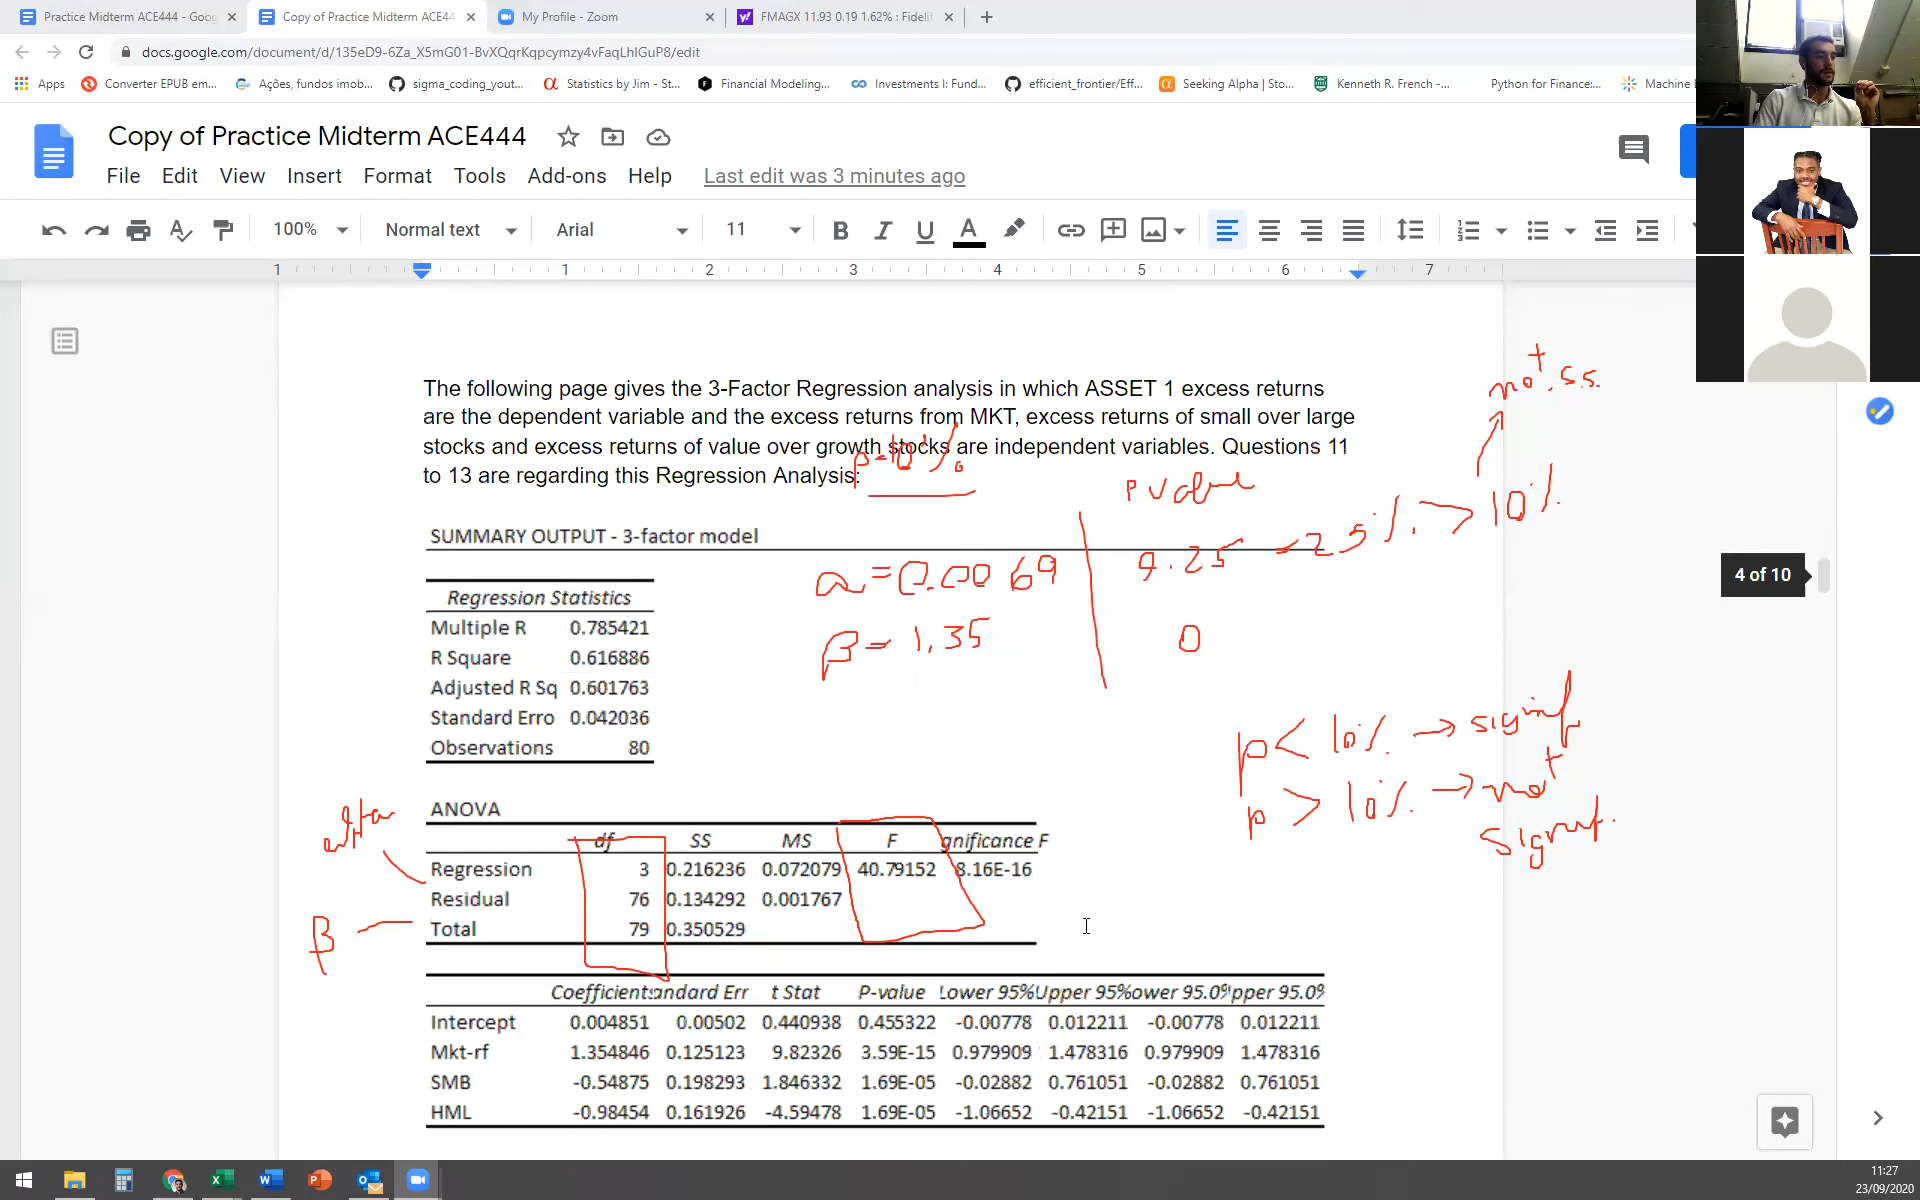 Practice Midterm ACE444 - Goog
Copy of Practice Midterm ACE44
My Profile - Zoom
FMAGX 11.93 0.19 1.62% : Fidelit
docs.google.com/document/d/135eD9-6Za_X5mG01-BvXQqrKqpcymzy4vFaqLhIGuP8/edit
Apps
Converter EPUB em...
Ações, fundos imob...
sigma_coding_yout...
Statistics by Jim - St...
Financial Modeling...
Investments I: Fund...
efficient_frontier/Eff...
Seeking Alpha | Sto...
Kenneth R. French -...
Python for Finance:...
Machine L
Copy of Practice Midterm ACE444
File Edit View Insert Format Tools Add-ons Help Last edit was 3 minutes ago
100% Normal text Arial 11 B I U A
1 1 2 3 4 5 6 7
The following page gives the 3-Factor Regression analysis in which ASSET 1 excess returns
are the dependent variable and the excess returns from MKT, excess returns of small over large
stocks and excess returns of value over growth stocks are independent variables. Questions 11
to 13 are regarding this Regression Analysis:
not s.s.
p=10%
p value
α=0.0069 0.25 = 25% > 10%
β=1.35 0
p< 10% → signif
p > 10% → not
signif.
SUMMARY OUTPUT - 3-factor model
Regression Statistics
Multiple R 0.785421
R Square 0.616886
Adjusted R Sq 0.601763
Standard Erro 0.042036
Observations 80
4 of 10
ANOVA
df SS MS F gnificance F
Regression 3 0.216236 0.072079 40.79152 8.16E-16
Residual 76 0.134292 0.001767
β
Total 79 0.350529
Coefficients andard Err t Stat P-value Lower 95% Upper 95% ower 95.0% pper 95.0%
Intercept 0.004851 0.00502 0.440938 0.455322 -0.00778 0.012211 -0.00778 0.012211
Mkt-rf 1.354846 0.125123 9.82326 3.59E-15 0.979909 1.478316 0.979909 1.478316
SMB -0.54875 0.198293 1.846332 1.69E-05 -0.02882 0.761051 -0.02882 0.761051
HML -0.98454 0.161926 -4.59478 1.69E-05 -1.06652 -0.42151 -1.06652 -0.42151
11:27
23/09/2020